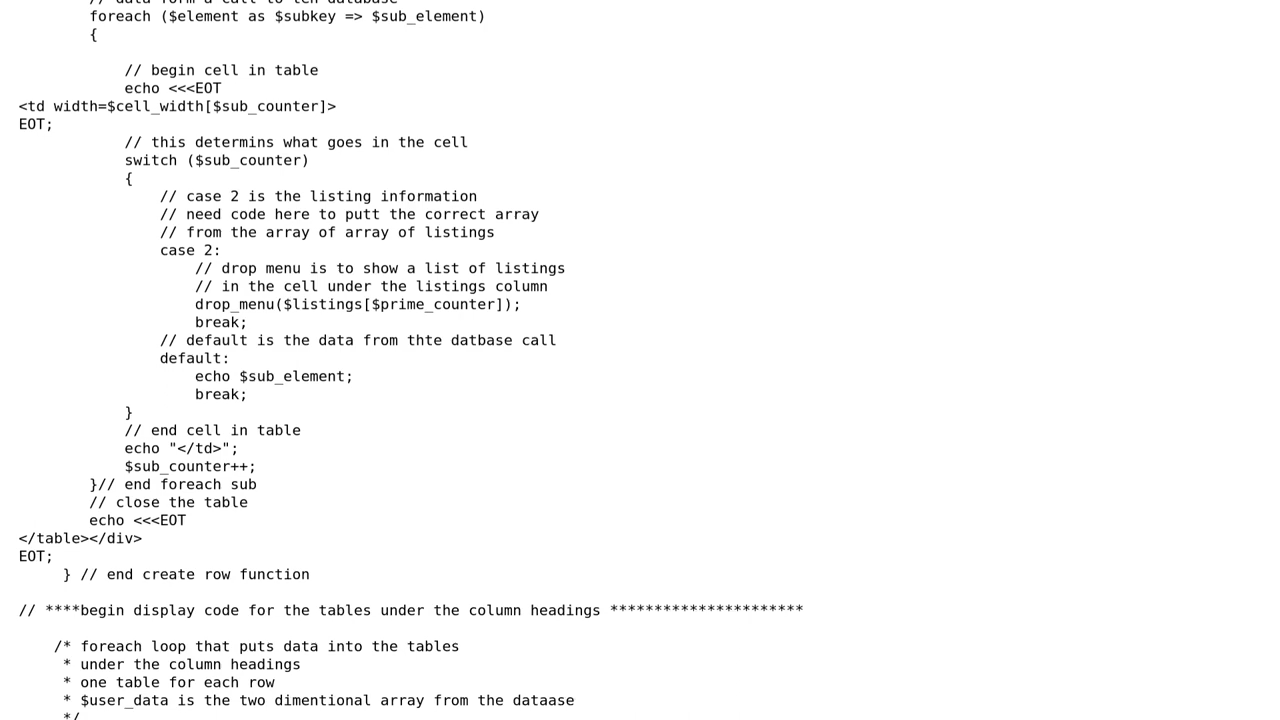 // data form a call to teh database
foreach ($element as $subkey => $sub_element)
{
// begin cell in table
echo <<<EOT
<td width=$cell_width[$sub_counter]>
EOT;
// this determins what goes in the cell
switch ($sub_counter)
{
// case 2 is the listing information
// need code here to putt the correct array
// from the array of array of listings
case 2:
// drop menu is to show a list of listings
// in the cell under the listings column
drop_menu($listings[$prime_counter]);
break;
// default is the data from thte datbase call
default:
echo $sub_element;
break;
}
// end cell in table
echo "</td>";
$sub_counter++;
}// end foreach sub
// close the table
echo <<<EOT
</table></div>
EOT;
} // end create row function
// ****begin display code for the tables under the column headings **********************
/* foreach loop that puts data into the tables
* under the column headings
* one table for each row
* $user_data is the two dimentional array from the dataase
*/